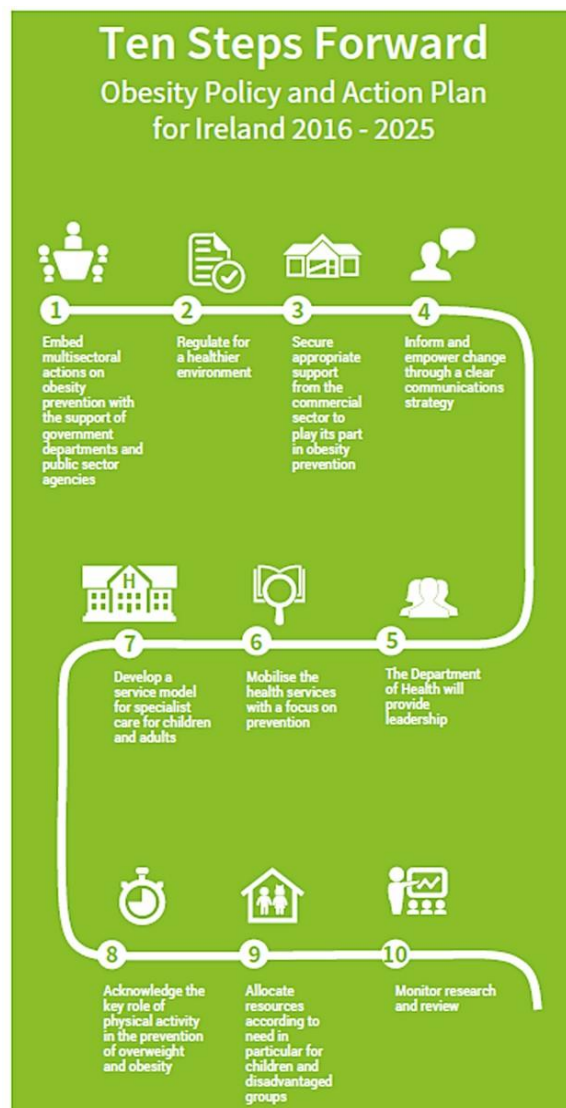 Ten Steps Forward
Obesity Policy and Action Plan
for Ireland 2016 - 2025
1
Embed
multisectoral
actions on
obesity
prevention with
the support of
government
departments and
public sector
agencies
2
Regulate for
a healthier
environment
3
Secure
appropriate
support
from the
commercial
sector to
play its part
in obesity
prevention
4
Inform and
empower change
through a clear
communications
strategy
5
The Department
of Health will
provide
leadership
6
Mobilise the
health services
with a focus on
prevention
H
7
Develop a
service model
for specialist
care for children
and adults
8
Acknowledge the
key role of
physical activity
in the prevention
of overweight
and obesity
9
Allocate
resources
according to
need in
particular for
children and
disadvantaged
groups
10
Monitor research
and review